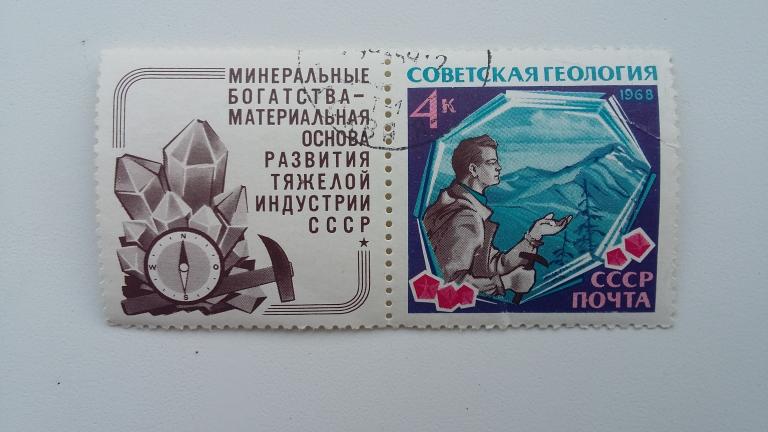 МИНЕРАЛЬНЫЕ
БОГАТСТВА–
МАТЕРИАЛЬНАЯ
ОСНОВА
РАЗВИТИЯ
ТЯЖЕЛОЙ
ИНДУСТРИИ
СССР
N
W O
S
СОВЕТСКАЯ ГЕОЛОГИЯ
4к 1968
СССР
ПОЧТА